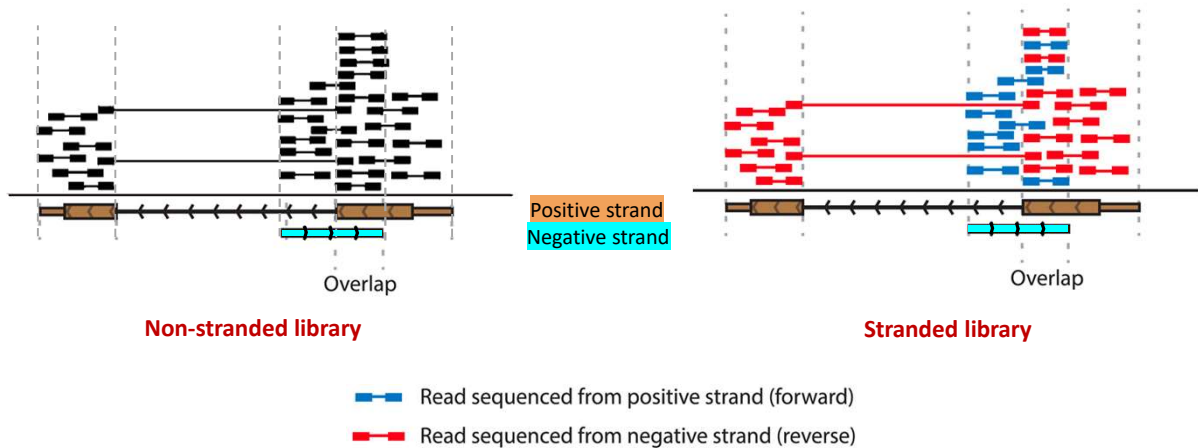 Positive strand
Negative strand
Overlap
Overlap
Non-stranded library
Stranded library
Read sequenced from positive strand (forward)
Read sequenced from negative strand (reverse)